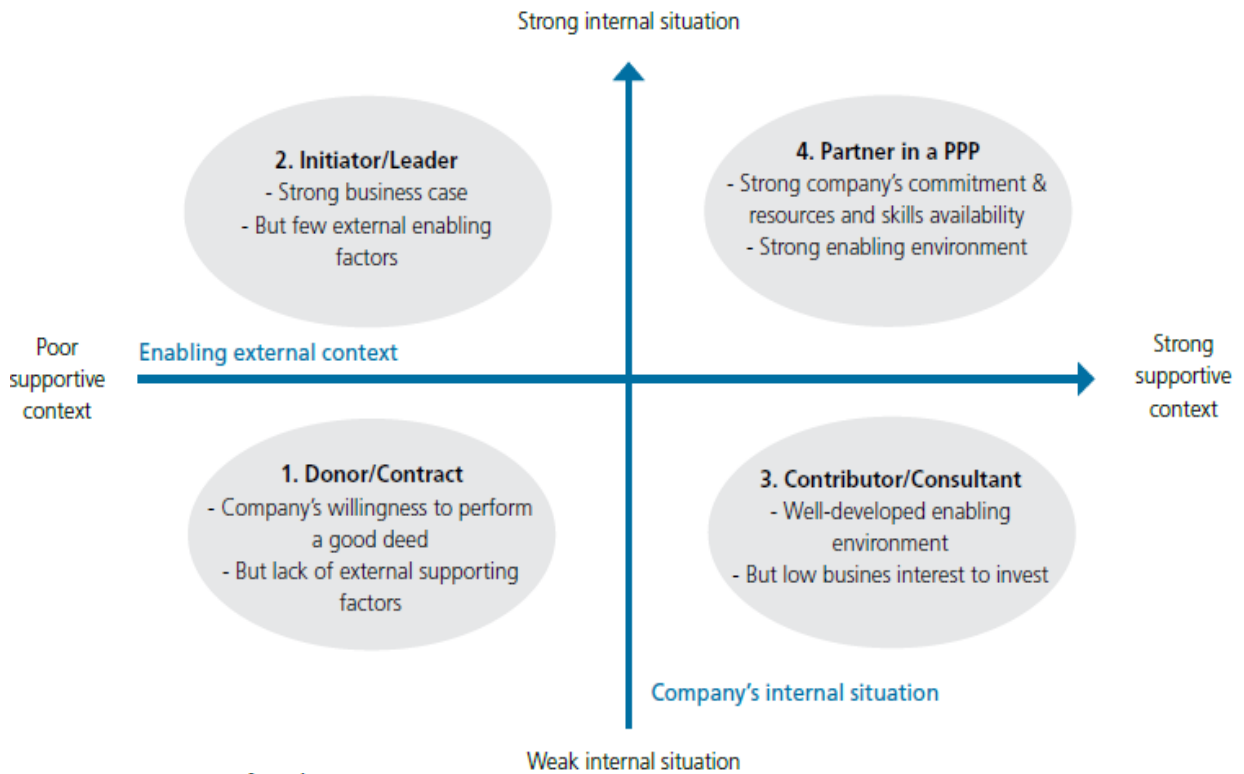 Strong internal situation
2. Initiator/Leader
- Strong business case
- But few external enabling
factors
4. Partner in a PPP
- Strong company's commitment &
resources and skills availability
- Strong enabling environment
Poor
supportive
context
Enabling external context
Strong
supportive
context
1. Donor/Contract
- Company's willingness to perform
a good deed
- But lack of external supporting
factors
3. Contributor/Consultant
- Well-developed enabling
environment
- But low busines interest to invest
Company's internal situation
Weak internal situation